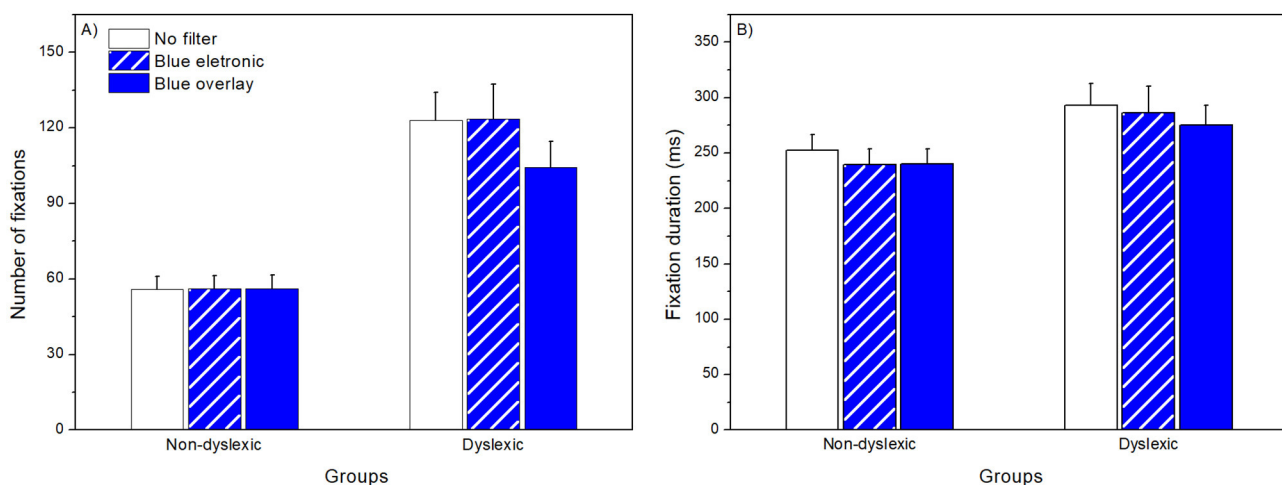 A)
No filter
Blue eletronic
Blue overlay
150
120
90
60
30
0
Number of fixations
Non-dyslexic
Dyslexic
Groups
B)
350
300
250
200
150
100
50
0
Fixation duration (ms)
Non-dyslexic
Dyslexic
Groups